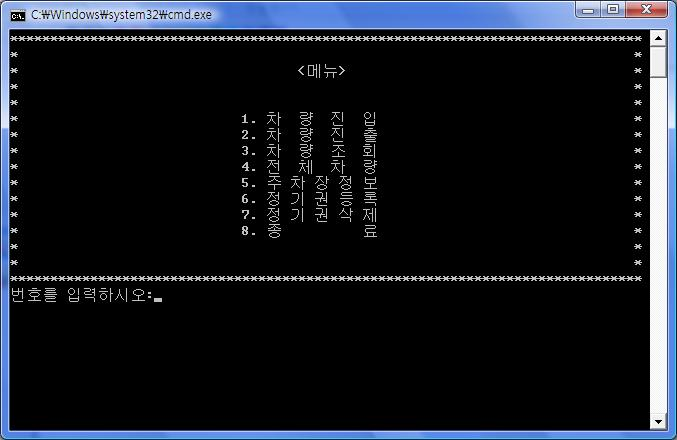 C:\Windows\system32\cmd.exe
********************************************************************************
* *
* <메뉴> *
* *
* *
* 1. 차 량 진 입 *
* 2. 차 량 진 출 *
* 3. 차 량 조 회 *
* 4. 전 체 차 량 *
* 5. 주 차 장 정 보 *
* 6. 정 기 권 등 록 *
* 7. 정 기 권 삭 제 *
* 8. 종 료 *
* *
* *
********************************************************************************
번호를 입력하시오: